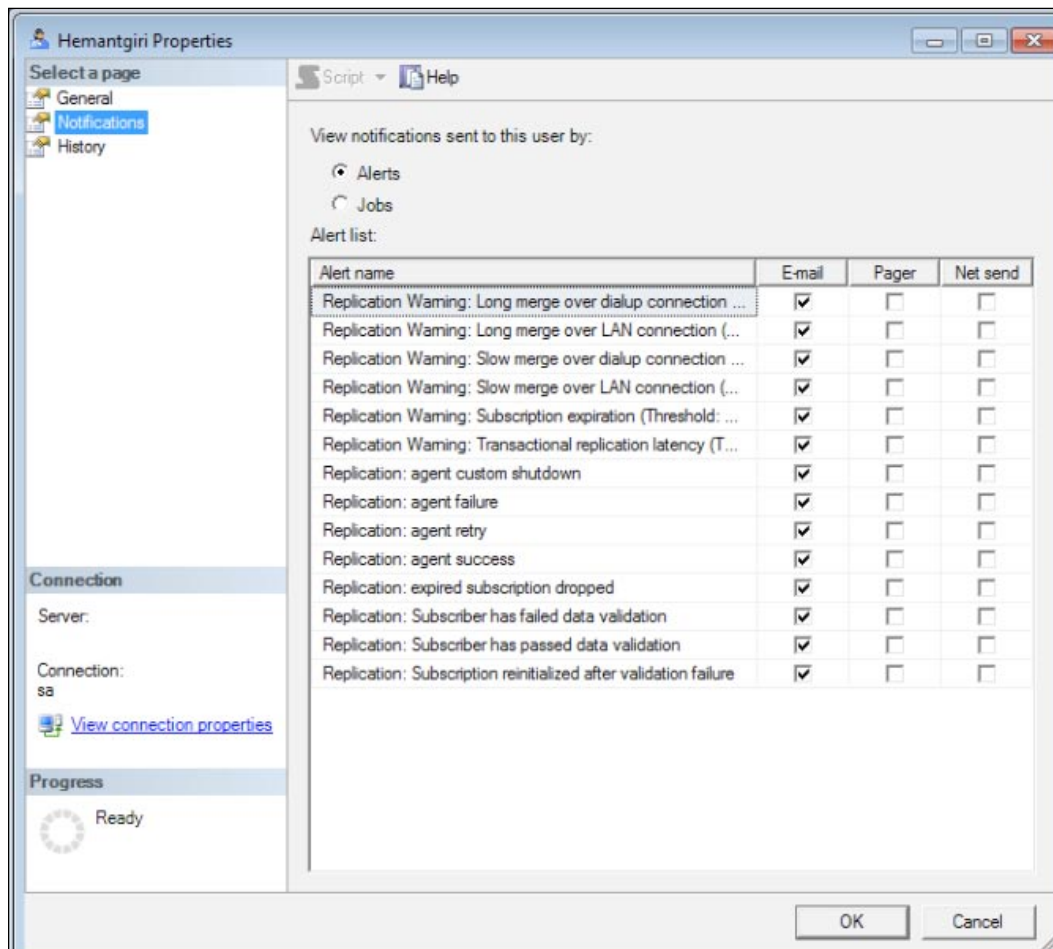 Hemantgiri Properties
Select a page
General
Notifications
History
Script
Help
View notifications sent to this user by:
Alerts
Jobs
Alert list:
Alert name E-mail Pager Net send
Replication Warning: Long merge over dialup connection ...
Replication Warning: Long merge over LAN connection (...
Replication Warning: Slow merge over dialup connection ...
Replication Warning: Slow merge over LAN connection (...
Replication Warning: Subscription expiration (Threshold: ...
Replication Warning: Transactional replication latency (T...
Replication: agent custom shutdown
Replication: agent failure
Replication: agent retry
Replication: agent success
Replication: expired subscription dropped
Replication: Subscriber has failed data validation
Replication: Subscriber has passed data validation
Replication: Subscription reinitialized after validation failure
Connection
Server:
Connection:
sa
View connection properties
Progress
Ready
OK Cancel